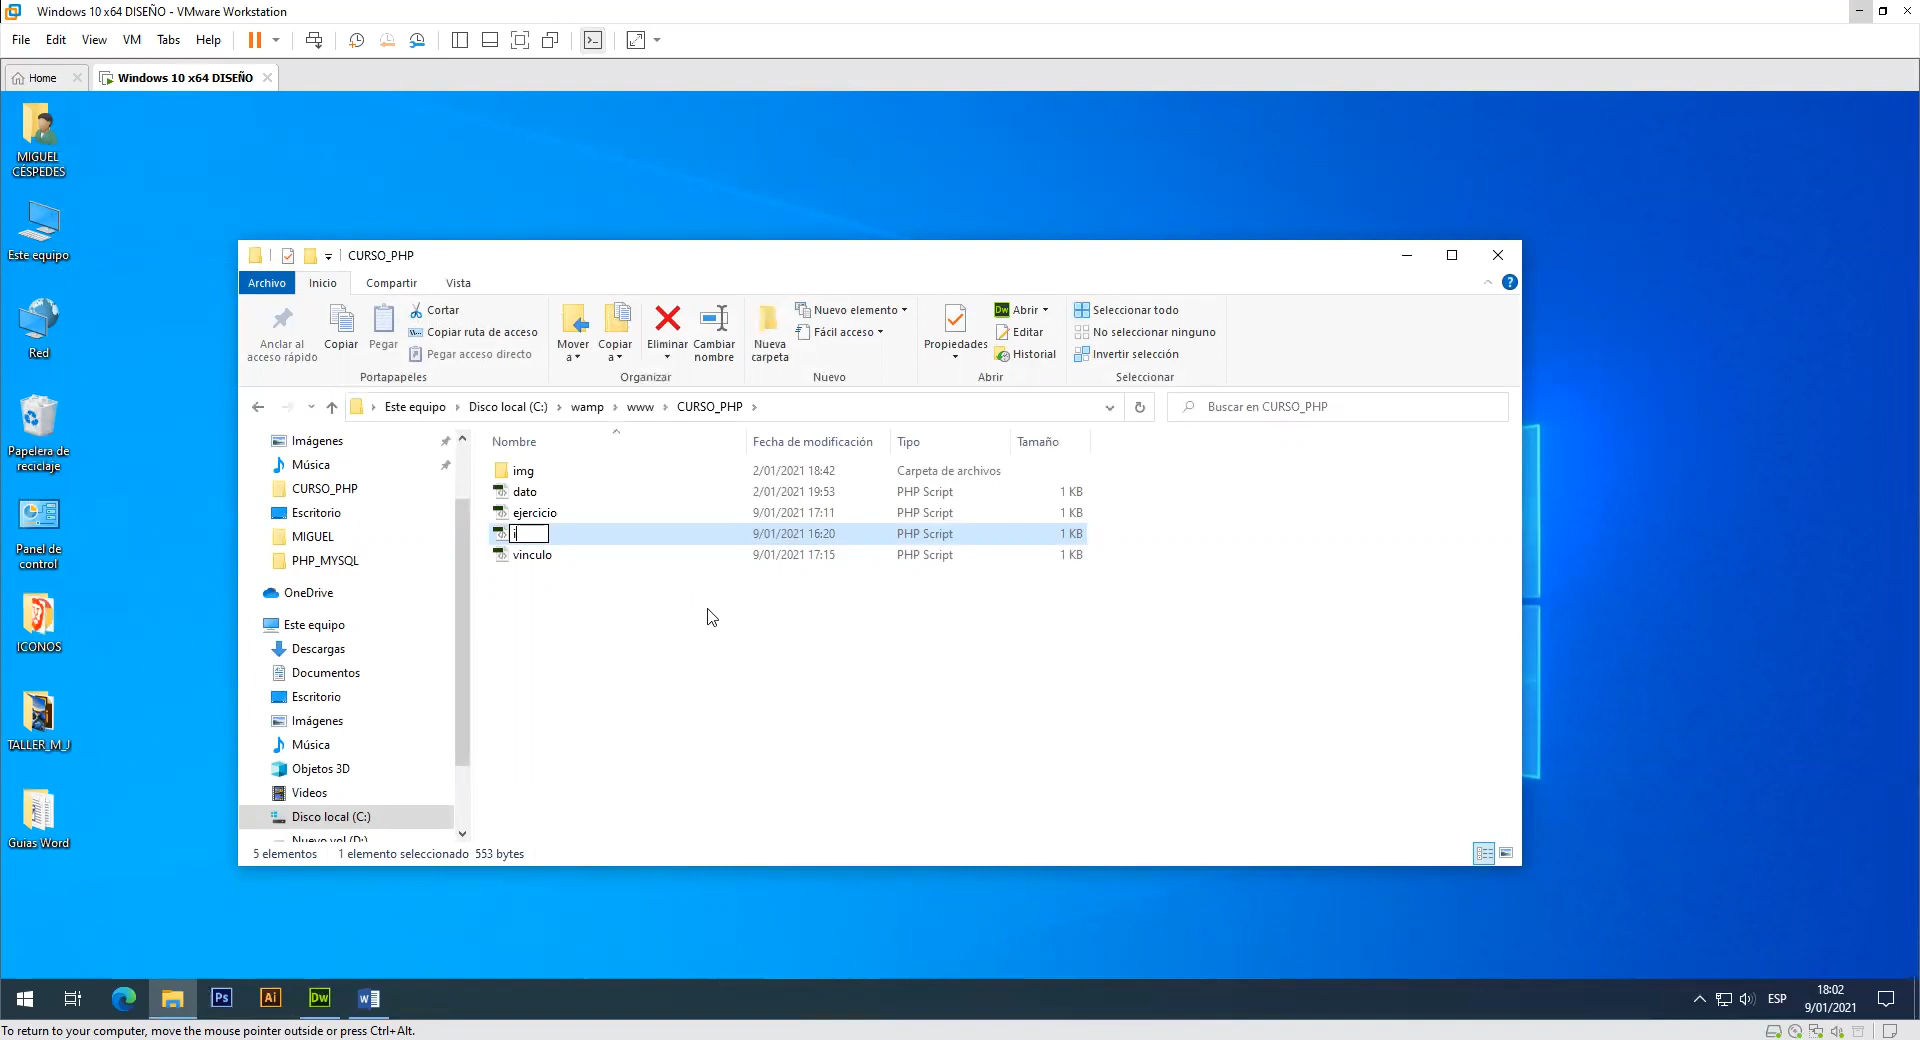 Windows 10 x64 DISEÑO - VMware Workstation
File Edit View VM Tabs Help
Home Windows 10 x64 DISEÑO
MIGUEL
CÉSPEDES
Este equipo
Red
Papelera de
reciclaje
Panel de
control
ICONOS
TALLER_M_J
Guias Word
CURSO_PHP
Archivo Inicio Compartir Vista
Anclar al
acceso rápido
Copiar
Pegar
Cortar
Copiar ruta de acceso
Pegar acceso directo
Portapapeles
Mover
a
Copiar
a
Eliminar
Cambiar
nombre
Organizar
Nueva
carpeta
Nuevo elemento
Fácil acceso
Nuevo
Propiedades
Dw Abrir
Editar
Historial
Abrir
Seleccionar todo
No seleccionar ninguno
Invertir selección
Seleccionar
Este equipo Disco local (C:) wamp www CURSO_PHP
Buscar en CURSO_PHP
Imágenes
Música
CURSO_PHP
Escritorio
MIGUEL
PHP_MYSQL
OneDrive
Este equipo
Descargas
Documentos
Escritorio
Imágenes
Música
Objetos 3D
Videos
Disco local (C:)
Nuevo vol (D:)
Nombre Fecha de modificación Tipo Tamaño
img 2/01/2021 18:42 Carpeta de archivos
dato 2/01/2021 19:53 PHP Script 1 KB
ejercicio 9/01/2021 17:11 PHP Script 1 KB
i 9/01/2021 16:20 PHP Script 1 KB
vinculo 9/01/2021 17:15 PHP Script 1 KB
5 elementos 1 elemento seleccionado 553 bytes
Ps Ai Dw
ESP
18:02
9/01/2021
To return to your computer, move the mouse pointer outside or press Ctrl+Alt.